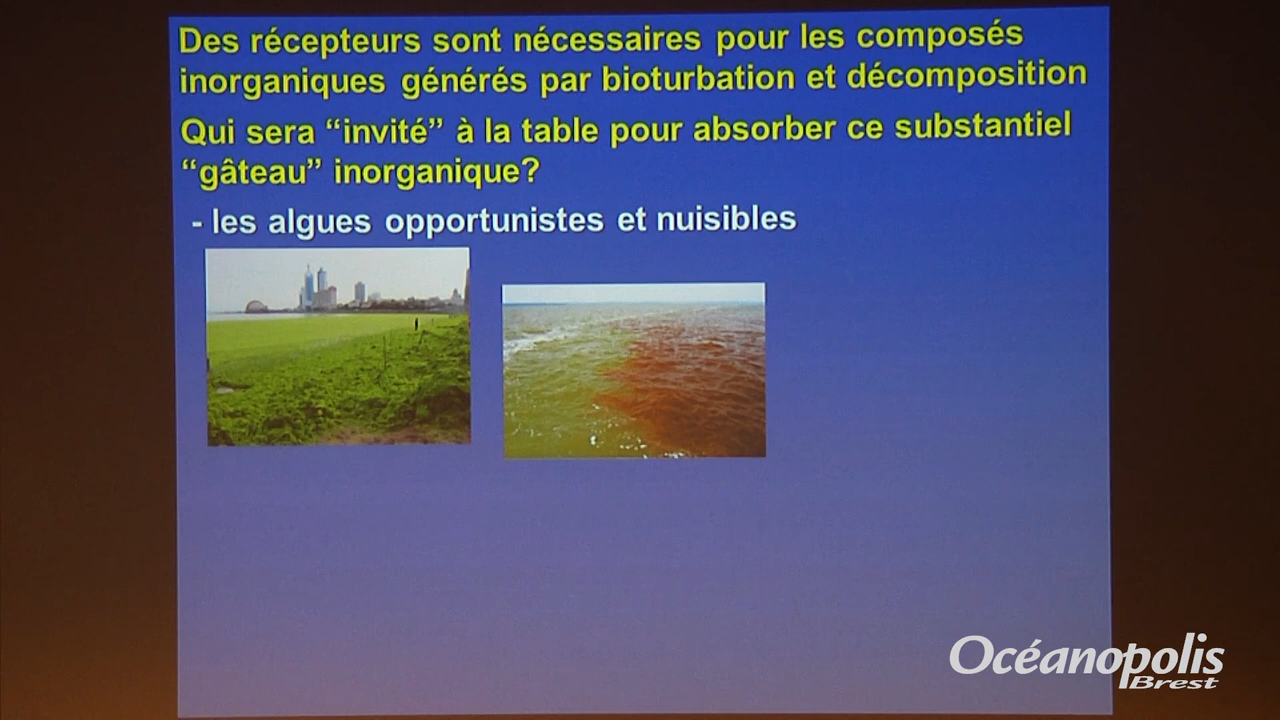 Des récepteurs sont nécessaires pour les composés
inorganiques générés par bioturbation et décomposition
Qui sera “invité” à la table pour absorber ce substantiel
“gâteau” inorganique?
- les algues opportunistes et nuisibles
Océanopolis
Brest